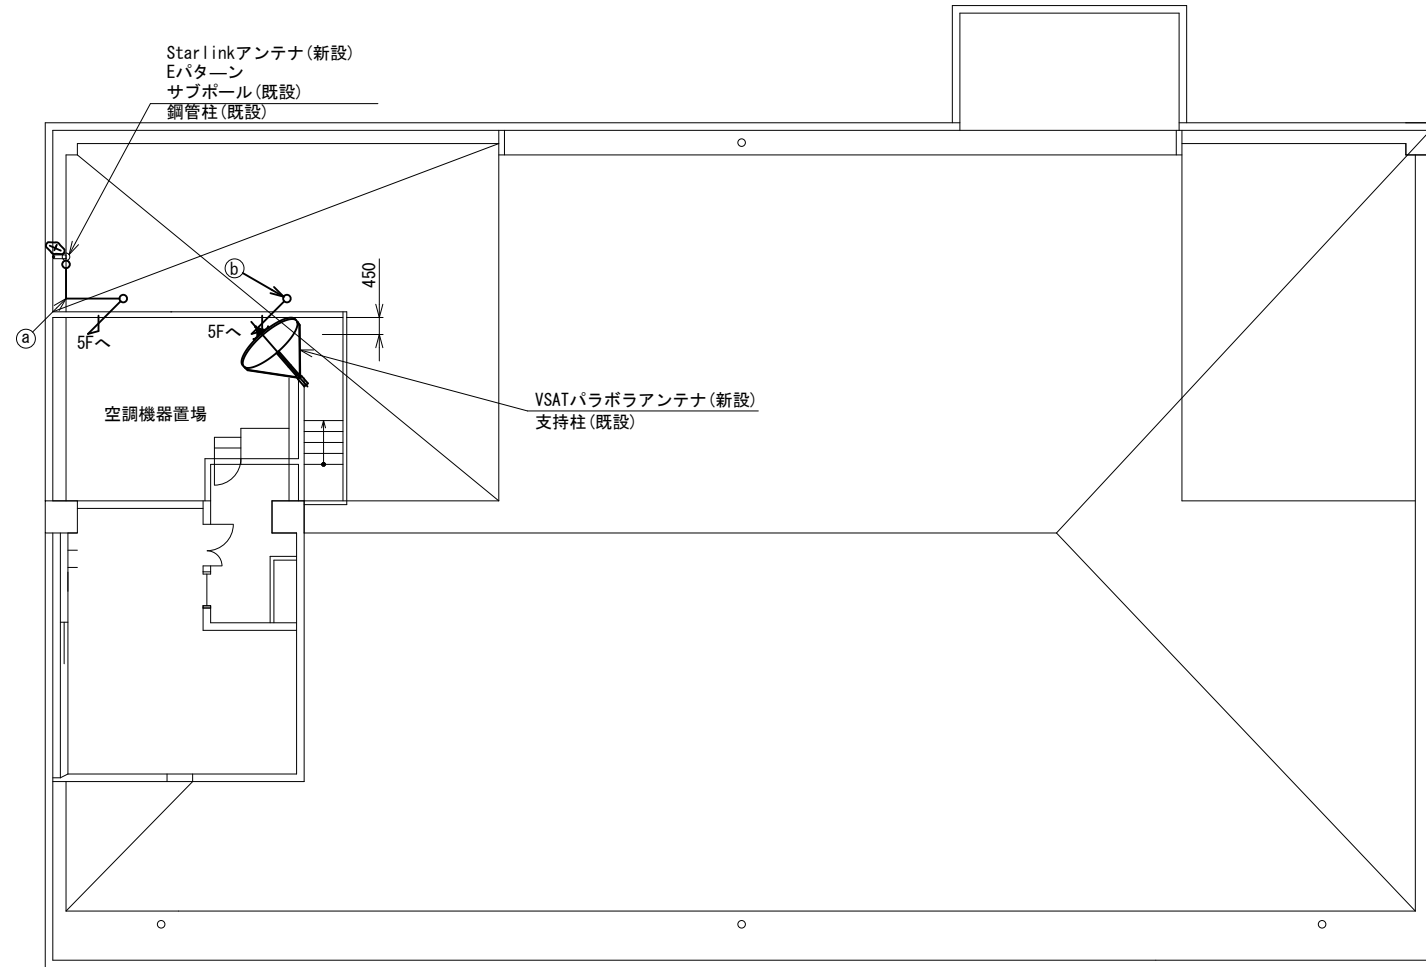 Starlinkアンテナ(新設)
Eパターン
サブポール(既設)
鋼管柱(既設)
ⓑ
450
ⓐ
5Fへ
5Fへ
VSATパラボラアンテナ(新設)
支持柱(既設)
空調機器置場